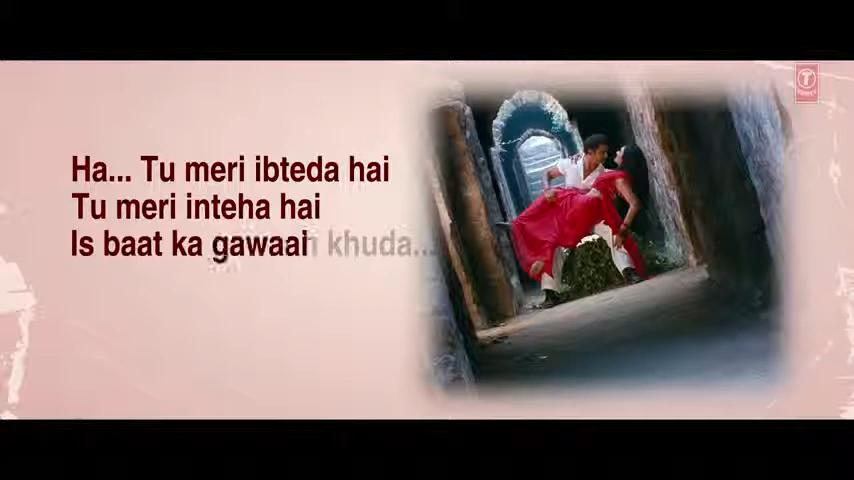 Ha... Tu meri ibteda hai
Tu meri inteha hai
Is baat ka gawaai khuda...
T